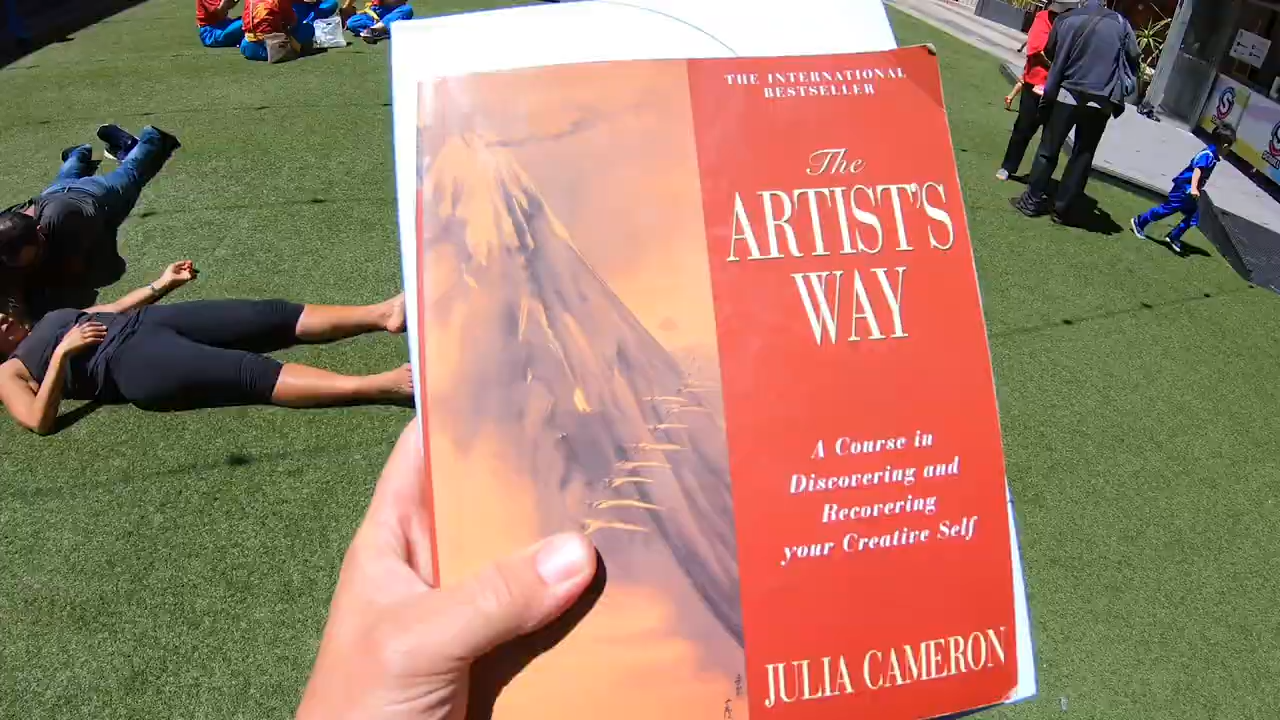 THE INTERNATIONAL
BESTSELLER
The
ARTIST'S
WAY
A Course in
Discovering and
Recovering
your Creative Self
JULIA CAMERON